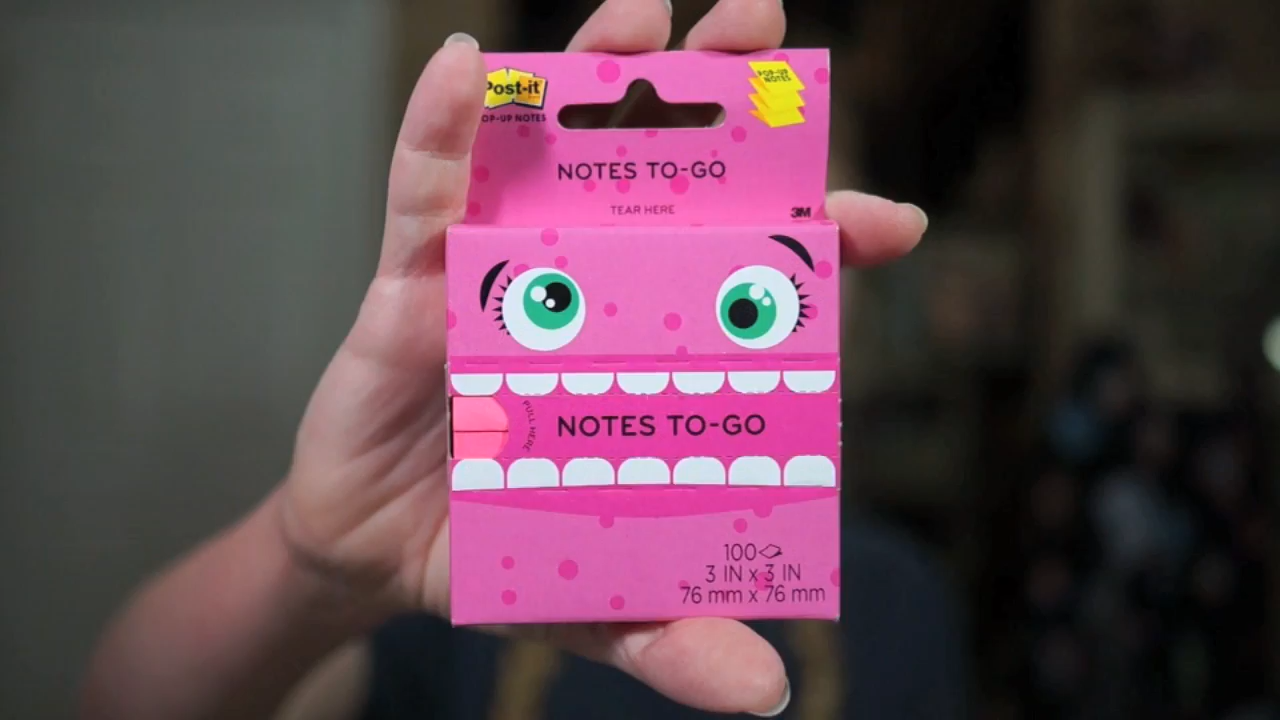 Post-it
POP-UP
NOTES
OP-UP NOTES
NOTES TO-GO
TEAR HERE
3M
PULL HERE
NOTES TO-GO
100
3 IN x 3 IN
76 mm x 76 mm